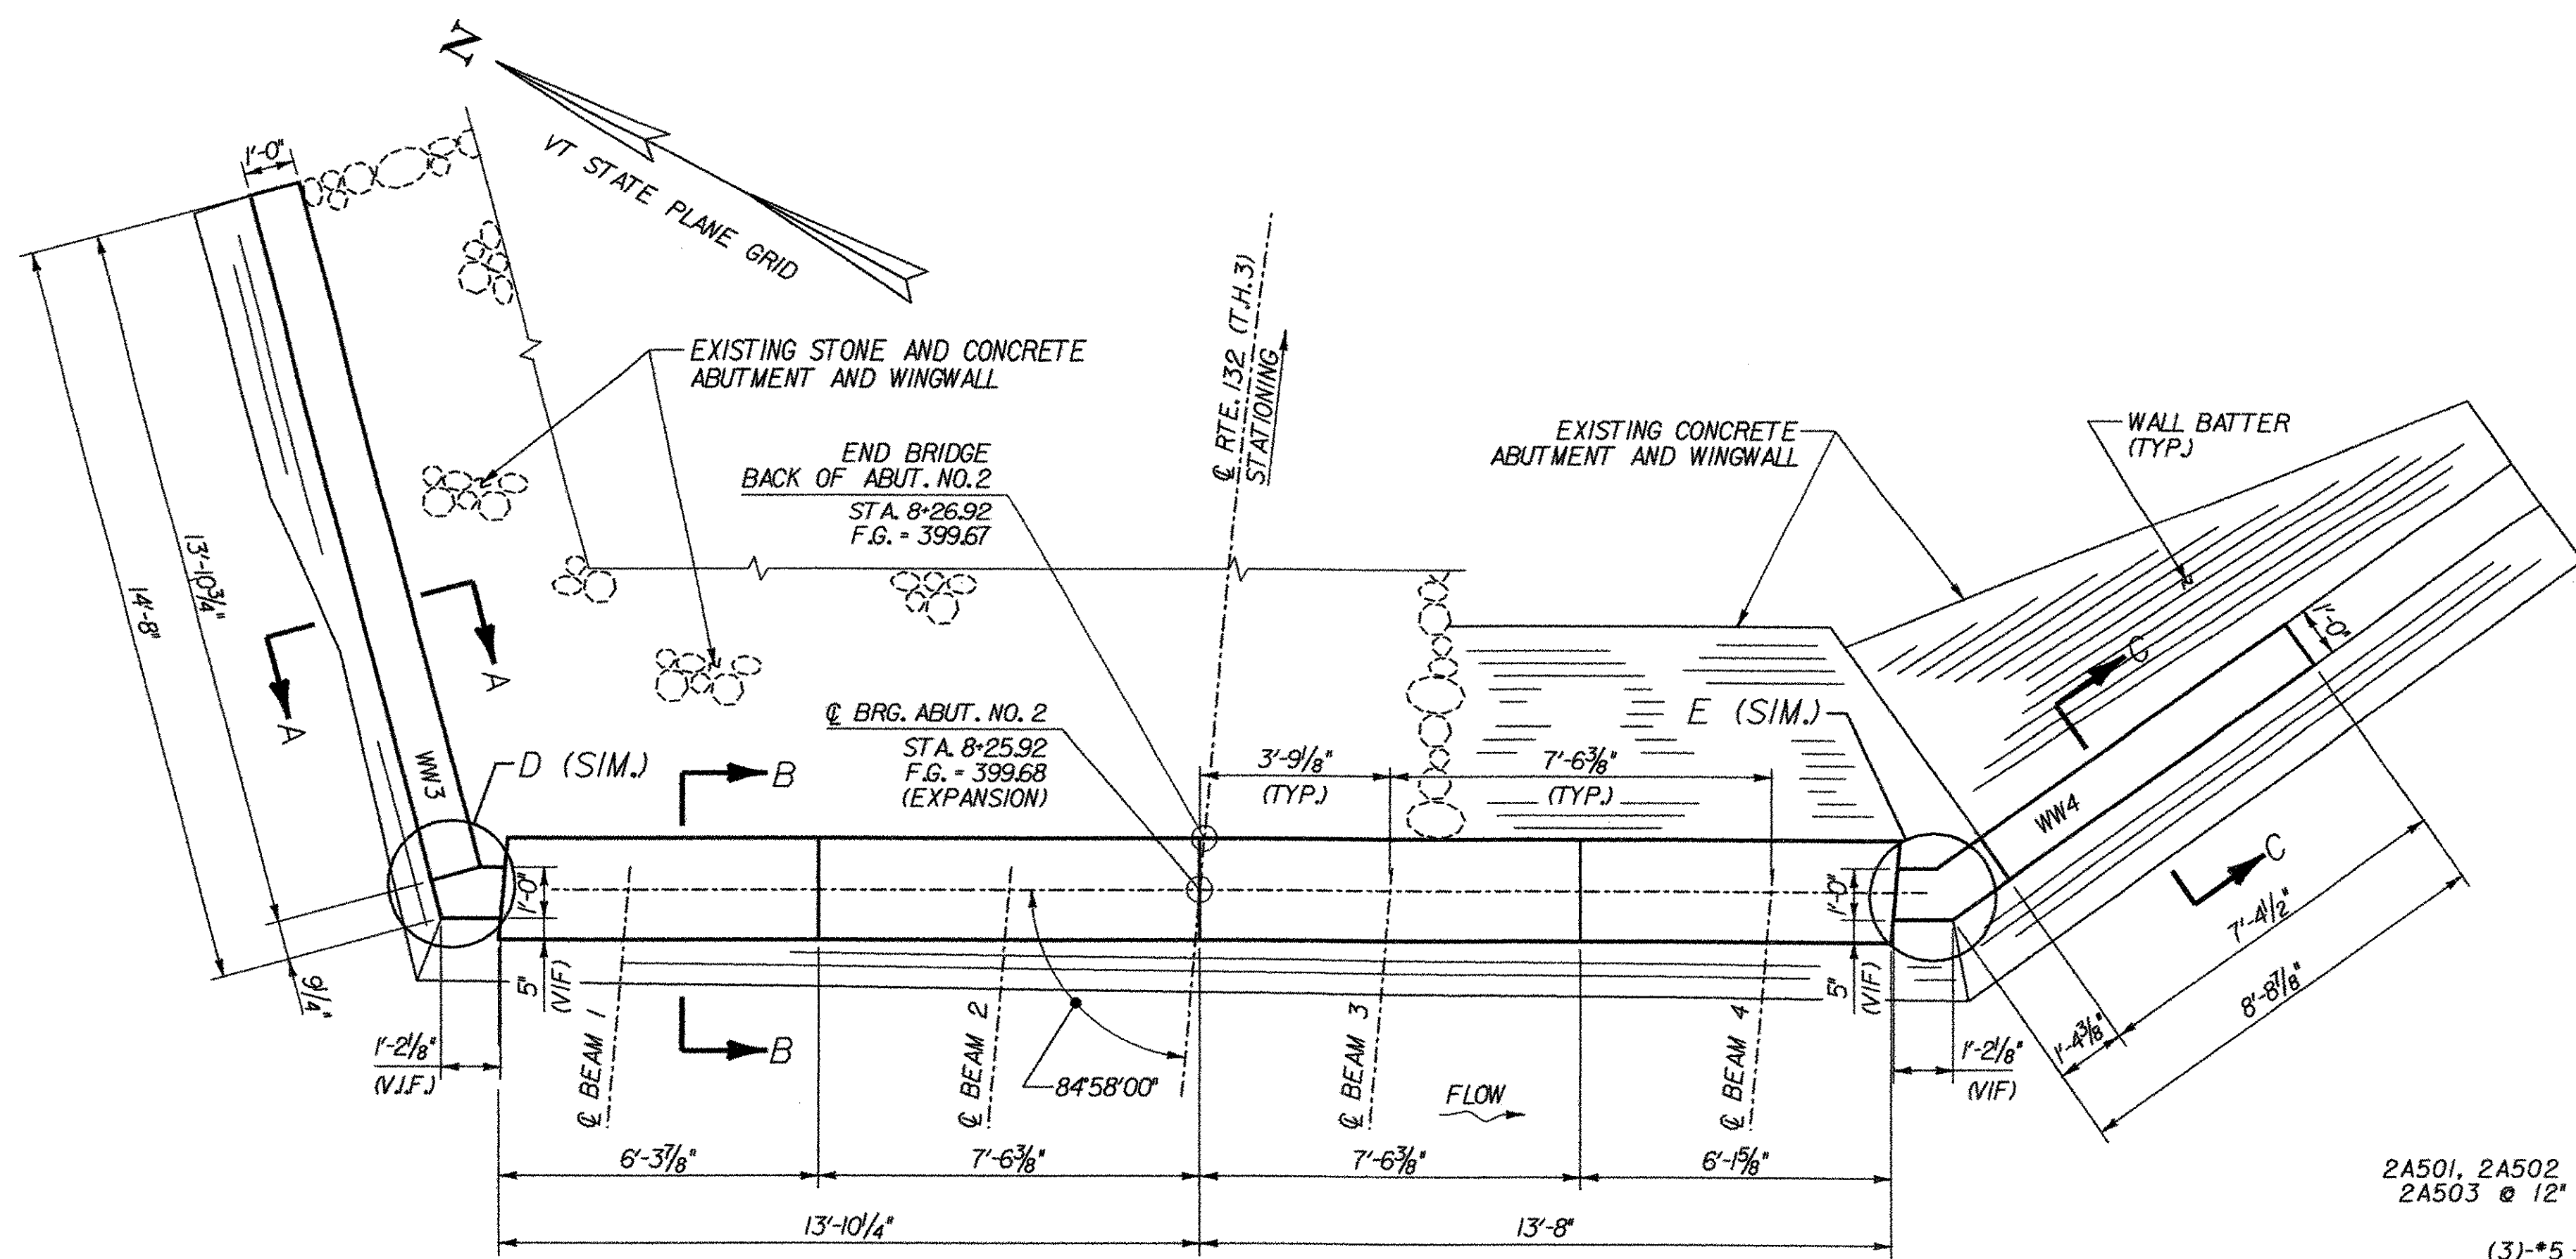 N
VT STATE PLANE GRID
1'-0"
13'-10¾"
14'-8"
9¼"
EXISTING STONE AND CONCRETE
ABUTMENT AND WINGWALL
END BRIDGE
BACK OF ABUT. NO. 2
STA. 8+26.92
F.G. = 399.67
℄ RTE. 132 (T.H.3)
STATIONING
EXISTING CONCRETE
ABUTMENT AND WINGWALL
WALL BATTER
(TYP.)
A
A
WW3
D (SIM.)
B
B
℄ BRG. ABUT. NO. 2
STA. 8+25.92
F.G. = 399.68
(EXPANSION)
3'-9⅛"
(TYP.)
7'-6⅜"
(TYP.)
E (SIM.)
1'-0"
C
C
WW4
1'-0"
5"
(VIF)
1'-0"
5"
(VIF)
1'-2⅛"
(V.I.F.)
℄ BEAM 1
℄ BEAM 2
℄ BEAM 3
℄ BEAM 4
84°58'00"
FLOW
1'-2⅛"
(VIF)
1'-4⅜"
7'-4½"
8'-8⅞"
6'-3⅞"
7'-6⅜"
7'-6⅜"
6'-1⅝"
13'-10¼"
13'-8"
2A501, 2A502
2A503 @ 12"
(3)-#5